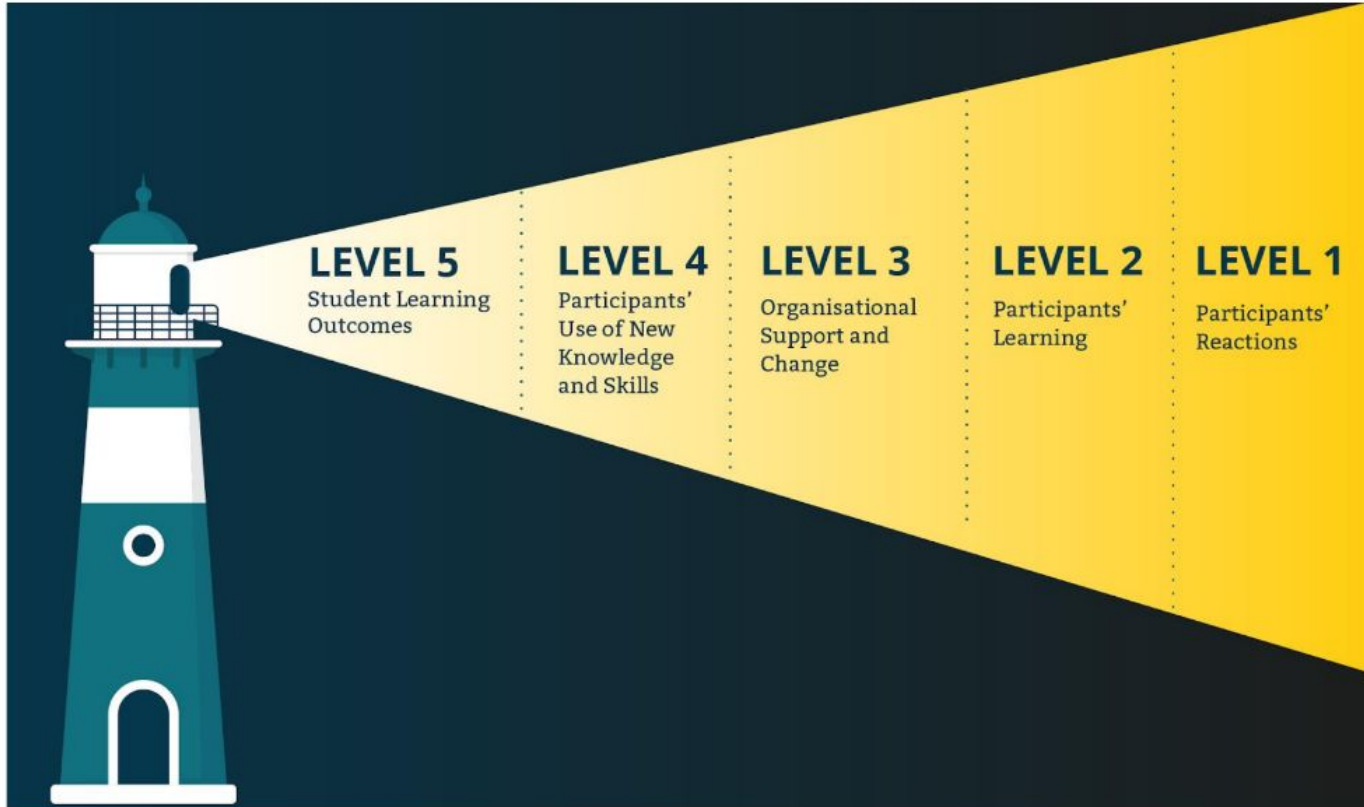 LEVEL 5
Student Learning
Outcomes
LEVEL 4
Participants’
Use of New
Knowledge
and Skills
LEVEL 3
Organisational
Support and
Change
LEVEL 2
Participants’
Learning
LEVEL 1
Participants’
Reactions